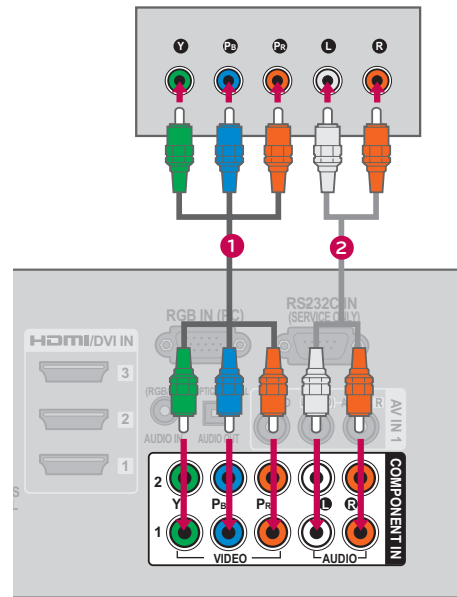 Y PB PR L R
1 2
RGB IN (PC)
RS232C IN
(SERVICE ONLY)
HDMI/DVI IN
3
2
1
AUDIO IN
AUDIO OUT
AV IN 1
R
2
Y PB PR L R
1
VIDEO
AUDIO
COMPONENT IN
S